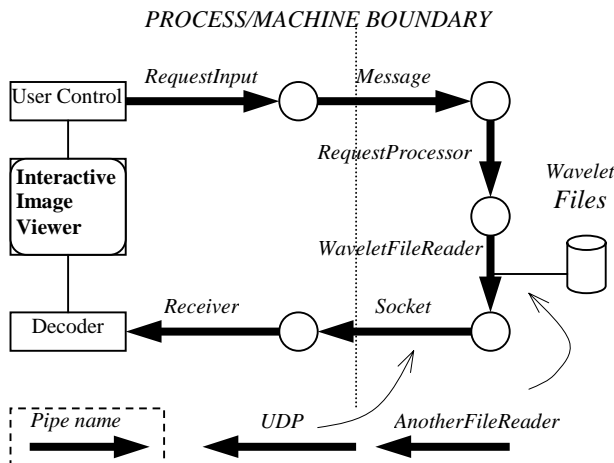 PROCESS/MACHINE BOUNDARY
RequestInput
Message
User Control
RequestProcessor
Interactive
Image
Viewer
Wavelet
Files
WaveletFileReader
Receiver
Socket
Decoder
Pipe name
UDP
AnotherFileReader